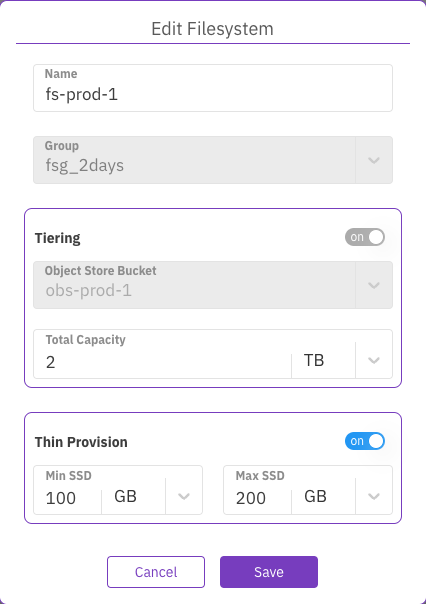 Edit Filesystem
Name
fs-prod-1
Group
fsg_2days
Tiering on
Object Store Bucket
obs-prod-1
Total Capacity
2 TB
Thin Provision on
Min SSD Max SSD
100 GB 200 GB
Cancel Save